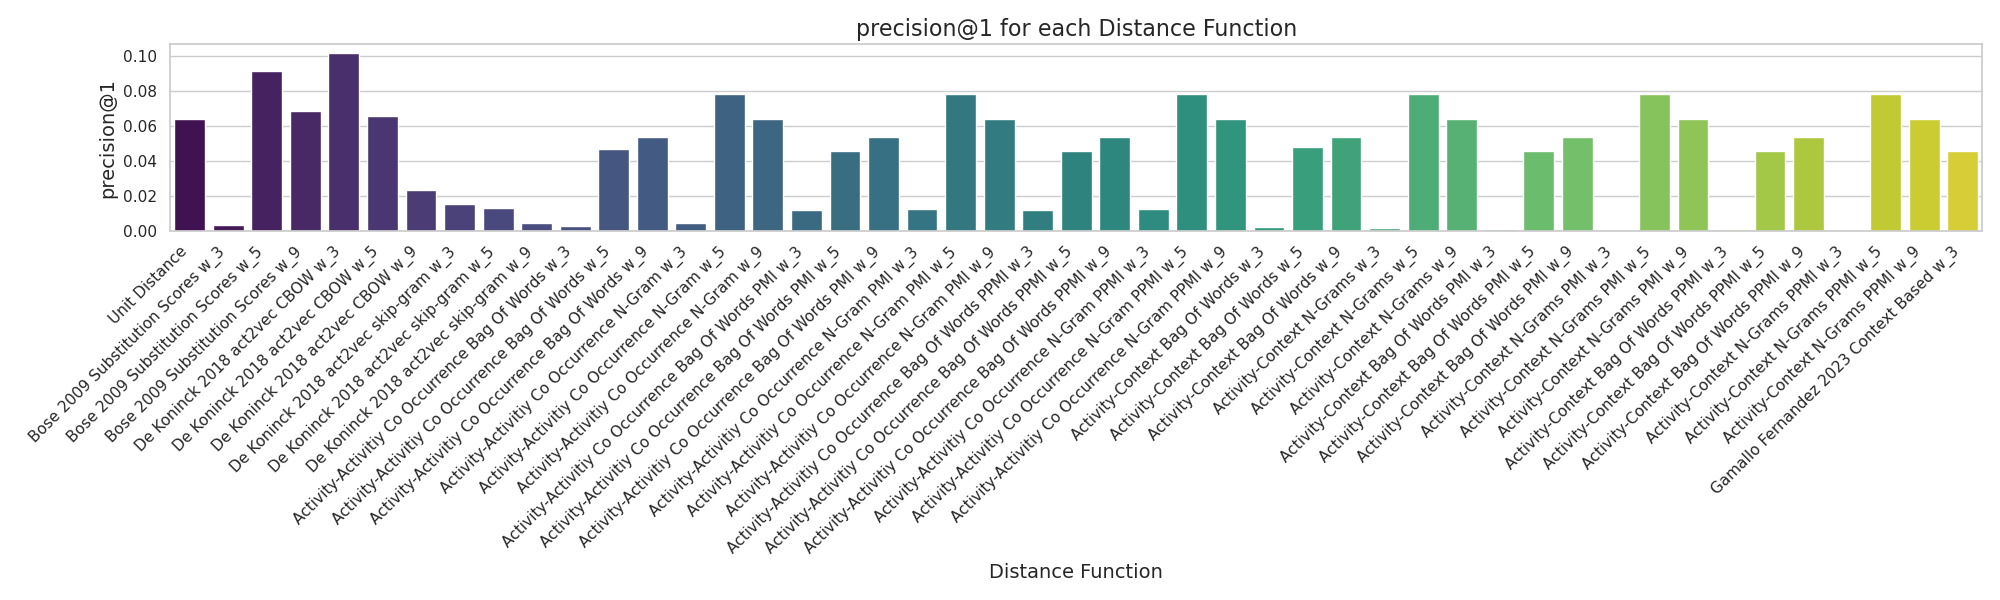 precision@1 for each Distance Function
precision@1
0.10
0.08
0.06
0.04
0.02
0.00
Unit Distance
Bose 2009 Substitution Scores w_3
Bose 2009 Substitution Scores w_5
Bose 2009 Substitution Scores w_9
De Koninck 2018 act2vec CBOW w_3
De Koninck 2018 act2vec CBOW w_5
De Koninck 2018 act2vec CBOW w_9
De Koninck 2018 act2vec skip-gram w_3
De Koninck 2018 act2vec skip-gram w_5
De Koninck 2018 act2vec skip-gram w_9
Activity-Activitiy Co Occurrence Bag Of Words w_3
Activity-Activitiy Co Occurrence Bag Of Words w_5
Activity-Activitiy Co Occurrence Bag Of Words w_9
Activity-Activitiy Co Occurrence N-Gram w_3
Activity-Activitiy Co Occurrence N-Gram w_5
Activity-Activitiy Co Occurrence N-Gram w_9
Activity-Activitiy Co Occurrence Bag Of Words PMI w_3
Activity-Activitiy Co Occurrence Bag Of Words PMI w_5
Activity-Activitiy Co Occurrence Bag Of Words PMI w_9
Activity-Activitiy Co Occurrence N-Gram PMI w_3
Activity-Activitiy Co Occurrence N-Gram PMI w_5
Activity-Activitiy Co Occurrence N-Gram PMI w_9
Activity-Activitiy Co Occurrence Bag Of Words PPMI w_3
Activity-Activitiy Co Occurrence Bag Of Words PPMI w_5
Activity-Activitiy Co Occurrence Bag Of Words PPMI w_9
Activity-Activitiy Co Occurrence N-Gram PPMI w_3
Activity-Activitiy Co Occurrence N-Gram PPMI w_5
Activity-Activitiy Co Occurrence N-Gram PPMI w_9
Activity-Context Bag Of Words w_3
Activity-Context Bag Of Words w_5
Activity-Context Bag Of Words w_9
Activity-Context N-Grams w_3
Activity-Context N-Grams w_5
Activity-Context N-Grams w_9
Activity-Context Bag Of Words PMI w_3
Activity-Context Bag Of Words PMI w_5
Activity-Context Bag Of Words PMI w_9
Activity-Context N-Grams PMI w_3
Activity-Context N-Grams PMI w_5
Activity-Context N-Grams PMI w_9
Activity-Context Bag Of Words PPMI w_3
Activity-Context Bag Of Words PPMI w_5
Activity-Context Bag Of Words PPMI w_9
Activity-Context N-Grams PPMI w_3
Activity-Context N-Grams PPMI w_5
Activity-Context N-Grams PPMI w_9
Gamallo Fernandez 2023 Context Based w_3
Distance Function